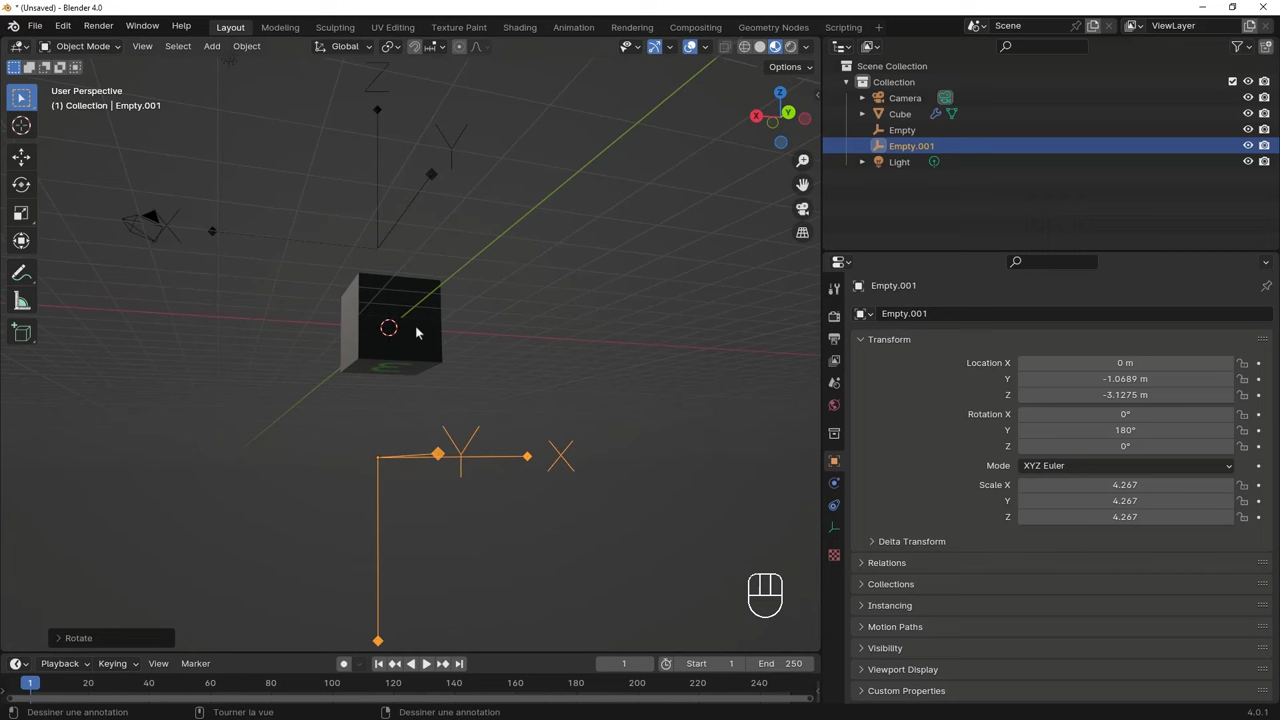 * (Unsaved) - Blender 4.0
File Edit Render Window Help Layout Modeling Sculpting UV Editing Texture Paint Shading Animation Rendering Compositing Geometry Nodes Scripting Scene ViewLayer
Object Mode View Select Add Object Global
Options
User Perspective
(1) Collection | Empty.001
Scene Collection
Collection
Camera
Cube
Empty
Empty.001
Light
Z
Y
X
Z
Y
X
3
Y X
Empty.001
Empty.001
Transform
Location X 0 m
Y -1.0689 m
Z -3.1275 m
Rotation X 0°
Y 180°
Z 0°
Mode XYZ Euler
Scale X 4.267
Y 4.267
Z 4.267
Delta Transform
Relations
Collections
Instancing
Motion Paths
Visibility
Viewport Display
Custom Properties
Rotate
Playback Keying View Marker 1 Start 1 End 250
1 20 40 60 80 100 120 140 160 180 200 220 240
Dessiner une annotation Tourner la vue Dessiner une annotation 4.0.1